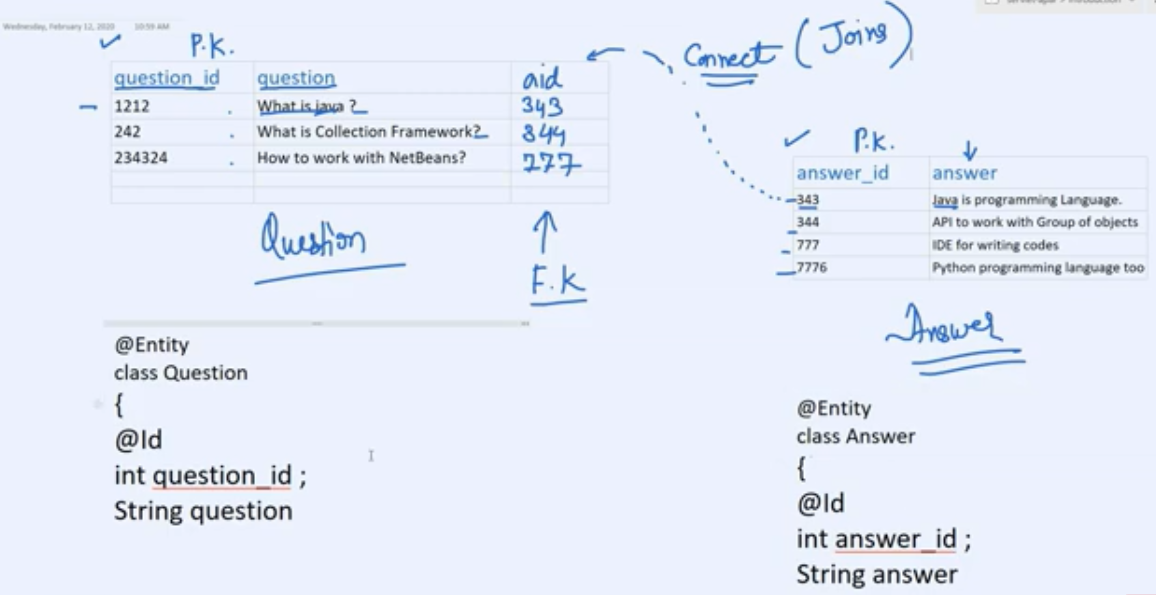 Wednesday, February 12, 2020 10:59 AM
P.K.
question_id question aid
1212 What is java ? 343
242 What is Collection Framework? 344
234324 How to work with NetBeans? 777
Question
F.K
Connect (Joins)
P.K.
answer_id answer
343 Java is programming Language.
344 API to work with Group of objects
777 IDE for writing codes
7776 Python programming language too
Answer
@Entity
class Question
{
@Id
int question_id ;
String question
@Entity
class Answer
{
@Id
int answer_id ;
String answer